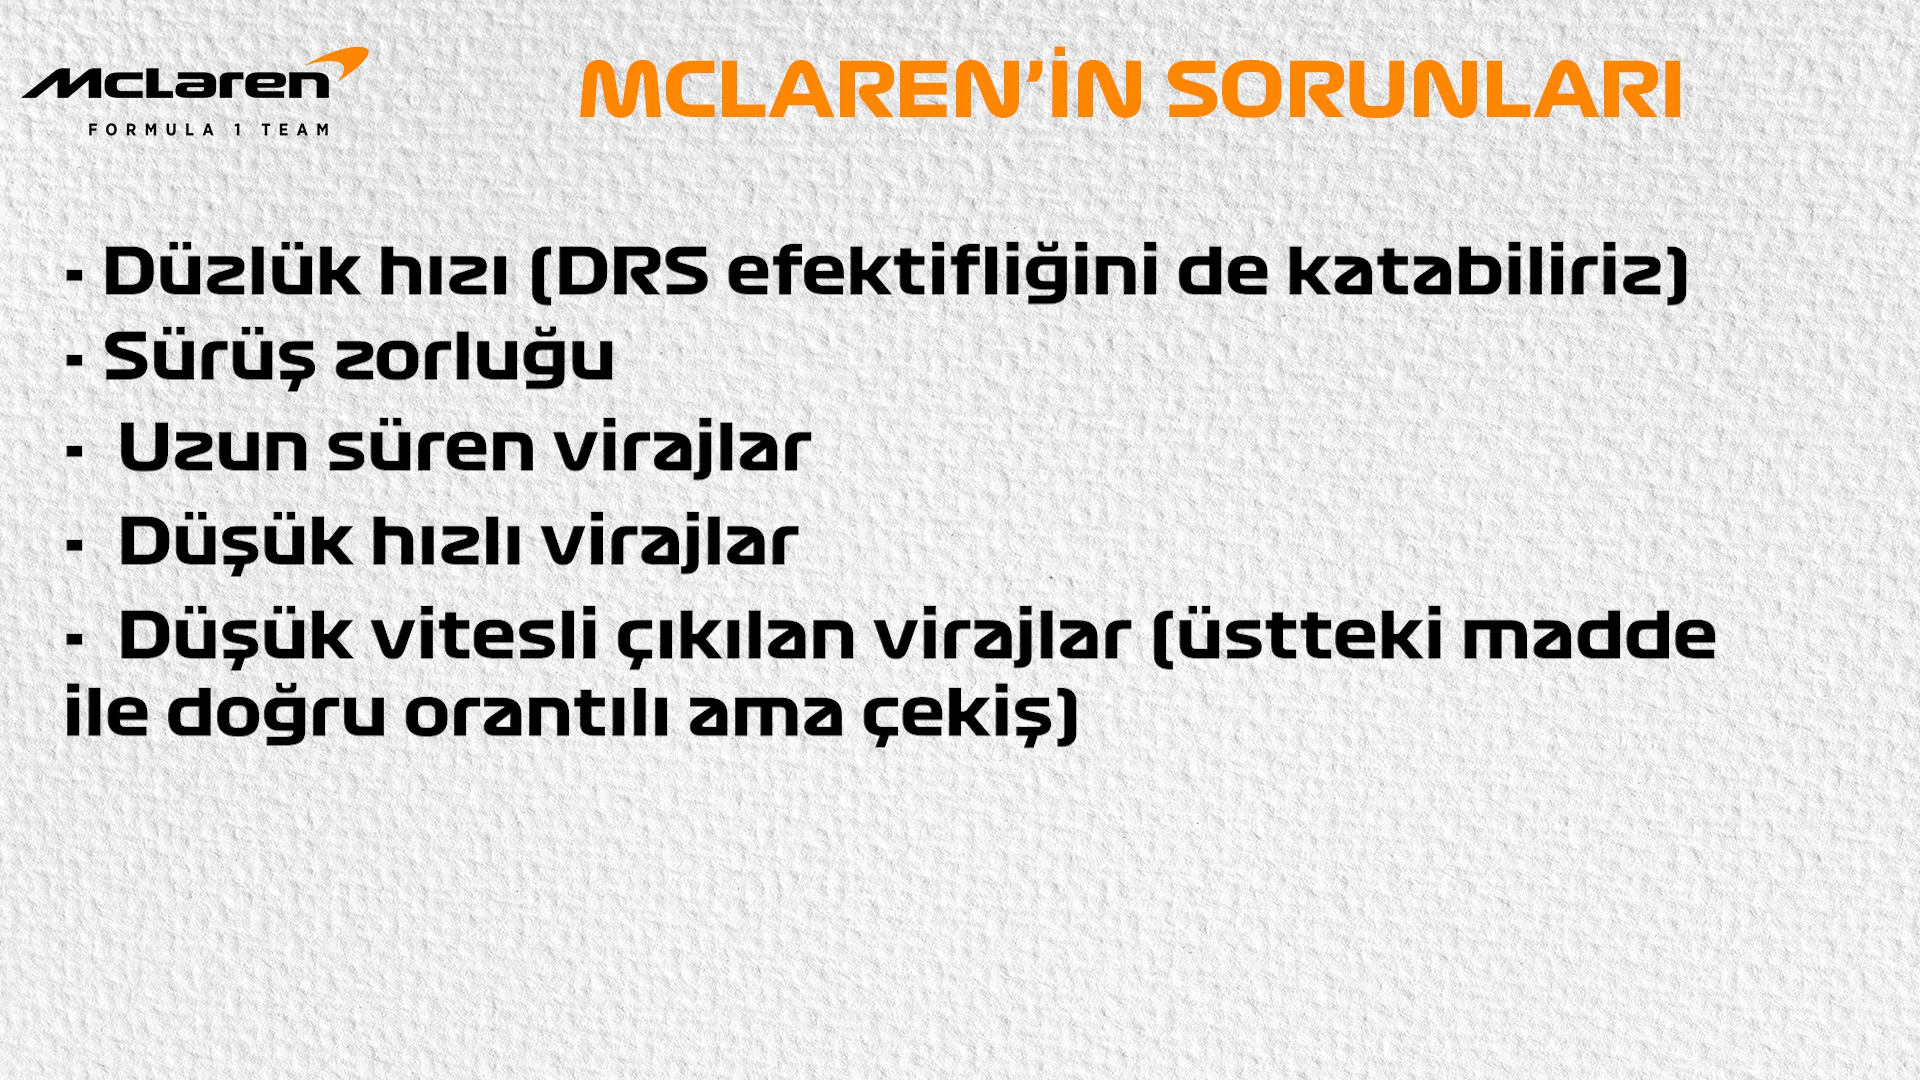 McLaren
FORMULA 1 TEAM
MCLAREN’İN SORUNLARI
- Düzlük hızı (DRS efektifliğini de katabiliriz)
- Sürüş zorluğu
- Uzun süren virajlar
- Düşük hızlı virajlar
- Düşük vitesli çıkılan virajlar (üstteki madde
ile doğru orantılı ama çekiş)